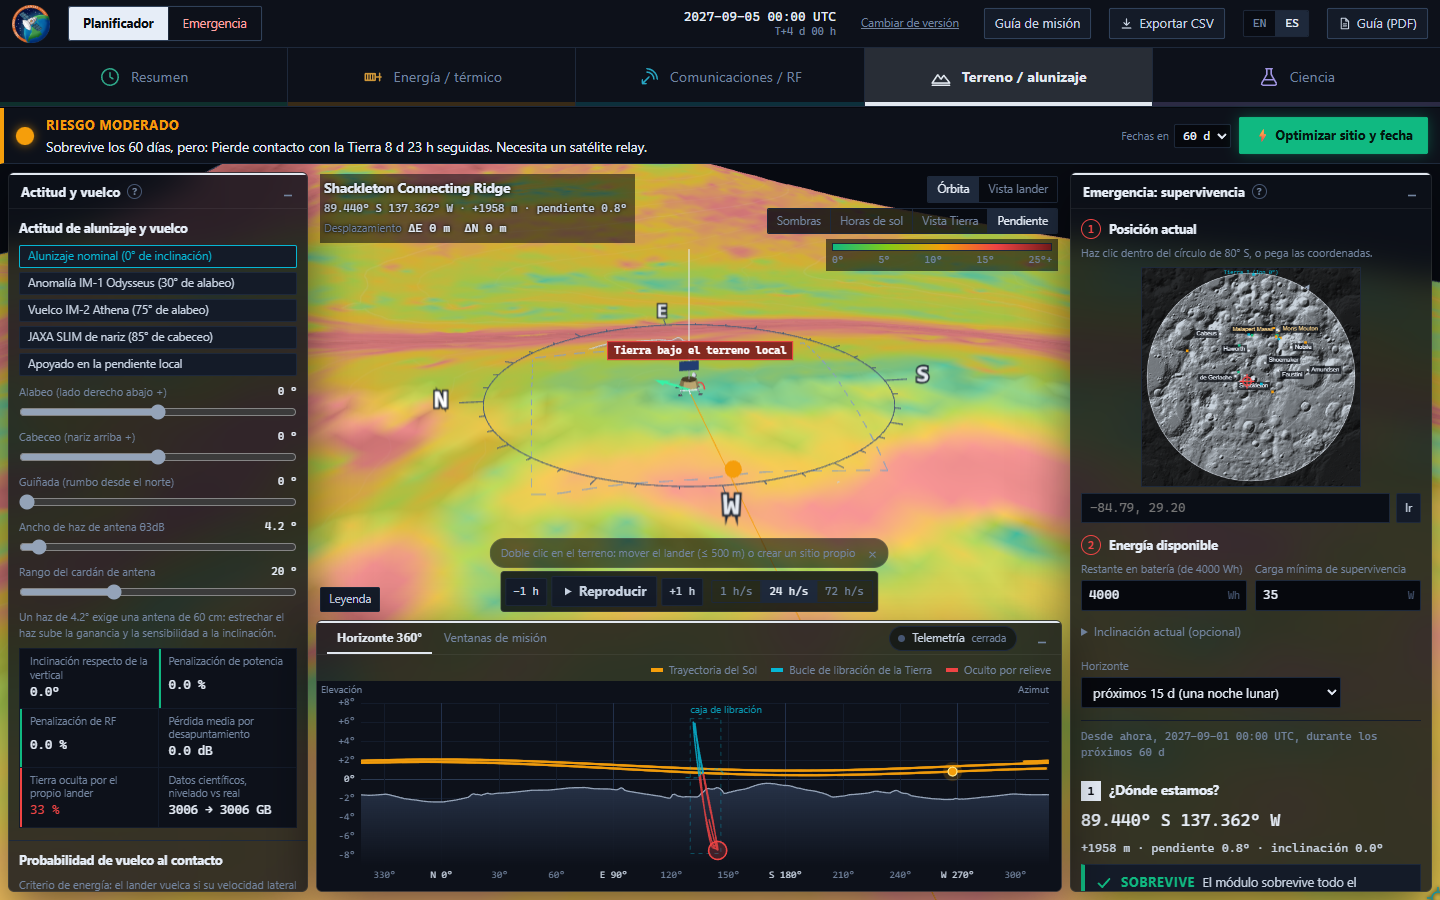 Planificador
Emergencia
2027-09-05 00:00 UTC
T+4 d 00 h
Cambiar de versión
Guía de misión
Exportar CSV
EN
ES
Guía (PDF)
Resumen
Energía / térmico
Comunicaciones / RF
Terreno / alunizaje
Ciencia
RIESGO MODERADO
Sobrevive los 60 días, pero: Pierde contacto con la Tierra 8 d 23 h seguidas. Necesita un satélite relay.
Fechas en
60 d
Optimizar sitio y fecha
Actitud y vuelco ?
Actitud de alunizaje y vuelco
Alunizaje nominal (0° de inclinación)
Anomalía IM-1 Odysseus (30° de alabeo)
Vuelco IM-2 Athena (75° de alabeo)
JAXA SLIM de nariz (85° de cabeceo)
Apoyado en la pendiente local
Alabeo (lado derecho abajo +) 0 °
Cabeceo (nariz arriba +) 0 °
Guiñada (rumbo desde el norte) 0 °
Ancho de haz de antena θ3dB 4.2 °
Rango del cardán de antena 20 °
Un haz de 4.2° exige una antena de 60 cm: estrechar el
haz sube la ganancia y la sensibilidad a la inclinación.
Inclinación respecto de la
vertical
0.0°
Penalización de potencia
0.0 %
Penalización de RF
0.0 %
Pérdida media por
desapuntamiento
0.0 dB
Tierra oculta por el
propio lander
33 %
Datos científicos,
nivelado vs real
3006 → 3006 GB
Probabilidad de vuelco al contacto
Criterio de energía: el lander vuelca si su velocidad lateral
Shackleton Connecting Ridge
89.440° S 137.362° W · +1958 m · pendiente 0.8°
Desplazamiento ΔE 0 m ΔN 0 m
Órbita
Vista lander
Sombras
Horas de sol
Vista Tierra
Pendiente
0° 5° 10° 15° 25°+
E
N
S
W
Tierra bajo el terreno local
Doble clic en el terreno: mover el lander (≤ 500 m) o crear un sitio propio ×
−1 h
Reproducir
+1 h
1 h/s
24 h/s
72 h/s
Leyenda
Horizonte 360°
Ventanas de misión
Telemetría cerrada
Trayectoria del Sol
Bucle de libración de la Tierra
Oculto por relieve
Elevación
Azimut
+8°
+6°
+4°
+2°
0°
-2°
-4°
-6°
-8°
caja de libración
330° N 0° 30° 60° E 90° 120° 150° S 180° 210° 240° W 270° 300°
Emergencia: supervivencia ?
1 Posición actual
Haz clic dentro del círculo de 80° S, o pega las coordenadas.
Cabeus
Malapert Massif
Mons Mouton
Haworth
Nobile
Shoemaker
de Gerlache
Faustini
Amundsen
Shackleton
−84.79, 29.20
Ir
2 Energía disponible
Restante en batería (de 4000 Wh)
4000 Wh
Carga mínima de supervivencia
35 W
Inclinación actual (opcional)
Horizonte
próximos 15 d (una noche lunar)
Desde ahora, 2027-09-01 00:00 UTC, durante los
próximos 60 d
1 ¿Dónde estamos?
89.440° S 137.362° W
+1958 m · pendiente 0.8° · inclinación 0.0°
SOBREVIVE El módulo sobrevive todo el